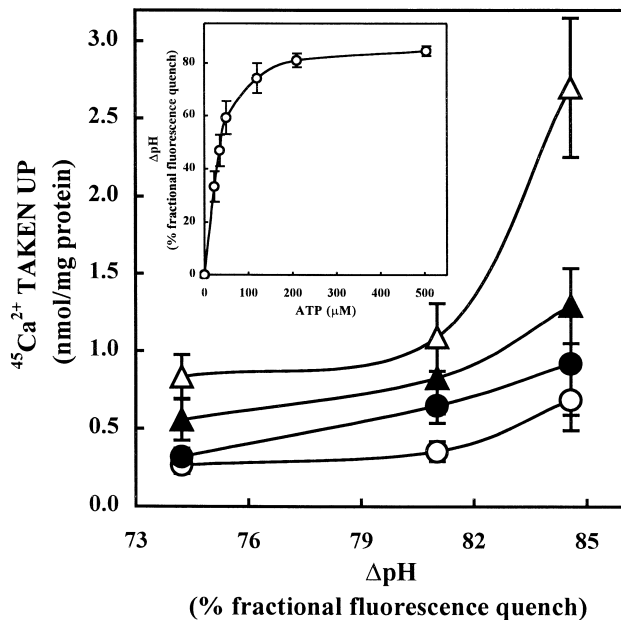 3.0
2.5
2.0
1.5
1.0
0.5
0.0
⁴⁵Ca²⁺ TAKEN UP
(nmol/mg protein)
80
60
40
20
0
ΔpH
(% fractional fluorescence quench)
0 100 200 300 400 500
ATP (μM)
73 76 79 82 85
ΔpH
(% fractional fluorescence quench)